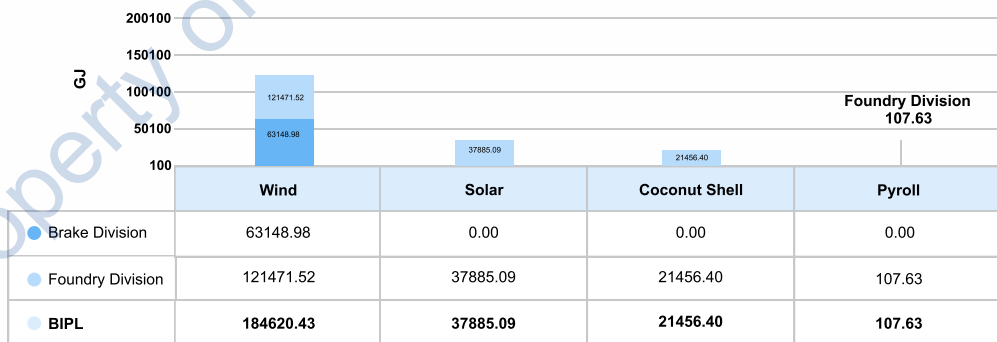 200100
150100
GJ
100100
50100
100
121471.52
63148.98
37885.09
21456.40
Foundry Division
107.63
Wind Solar Coconut Shell Pyroll
Brake Division 63148.98 0.00 0.00 0.00
Foundry Division 121471.52 37885.09 21456.40 107.63
BIPL 184620.43 37885.09 21456.40 107.63